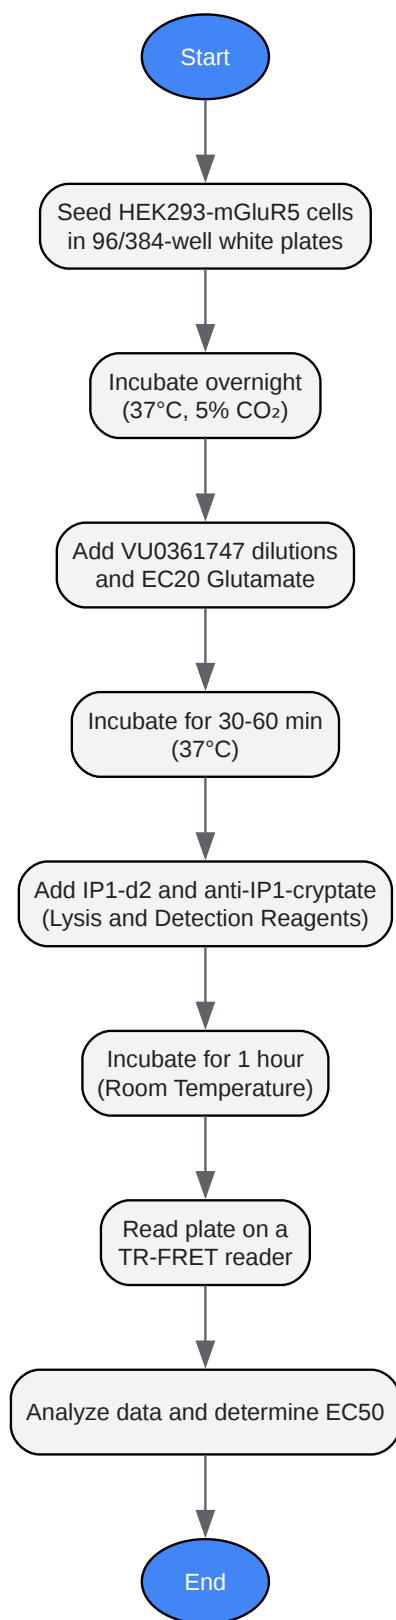 Start
Seed HEK293-mGluR5 cells
in 96/384-well white plates
Incubate overnight
(37°C, 5% CO₂)
Add VU0361747 dilutions
and EC20 Glutamate
Incubate for 30-60 min
(37°C)
Add IP1-d2 and anti-IP1-cryptate
(Lysis and Detection Reagents)
Incubate for 1 hour
(Room Temperature)
Read plate on a
TR-FRET reader
Analyze data and determine EC50
End